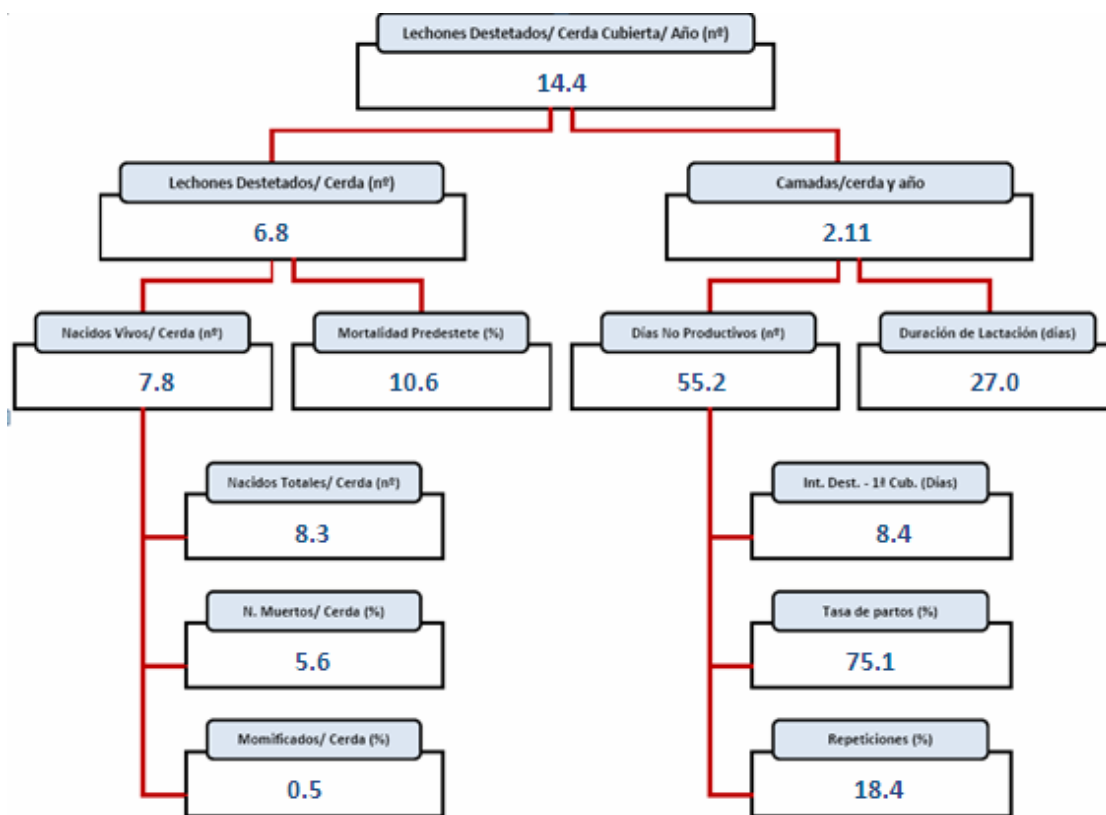 Lechones Destetados/ Cerda Cubierta/ Año (nº)
14.4
Lechones Destetados/ Cerda (nº)
6.8
Camadas/cerda y año
2.11
Nacidos Vivos/ Cerda (nº)
7.8
Mortalidad Predestete (%)
10.6
Días No Productivos (nº)
55.2
Duración de Lactación (días)
27.0
Nacidos Totales/ Cerda (nº)
8.3
Int. Dest. - 1ª Cub. (Días)
8.4
N. Muertos/ Cerda (%)
5.6
Tasa de partos (%)
75.1
Momificados/ Cerda (%)
0.5
Repeticiones (%)
18.4